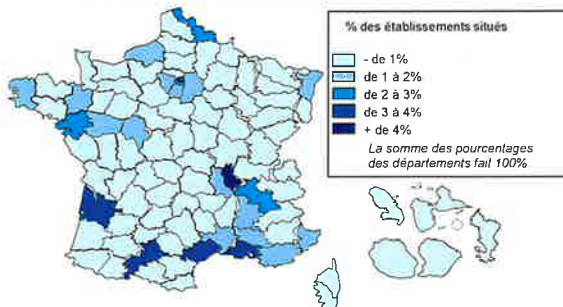 % des établissements situés
- de 1%
de 1 à 2%
de 2 à 3%
de 3 à 4%
+ de 4%
La somme des pourcentages
des départements fait 100%